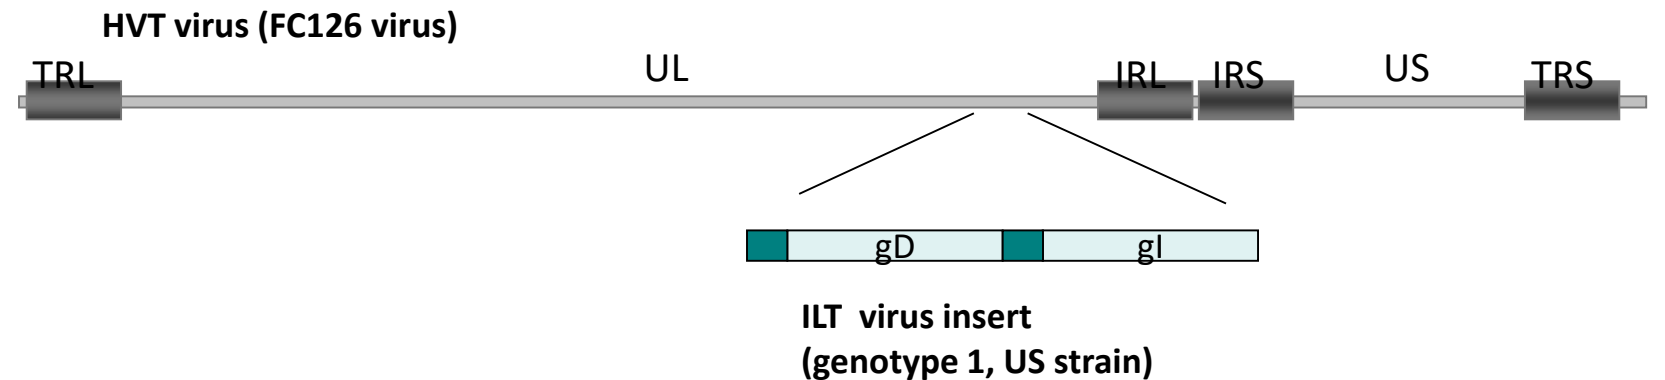 HVT virus (FC126 virus)
TRL UL IRL IRS US TRS
gD gI
ILT virus insert
(genotype 1, US strain)